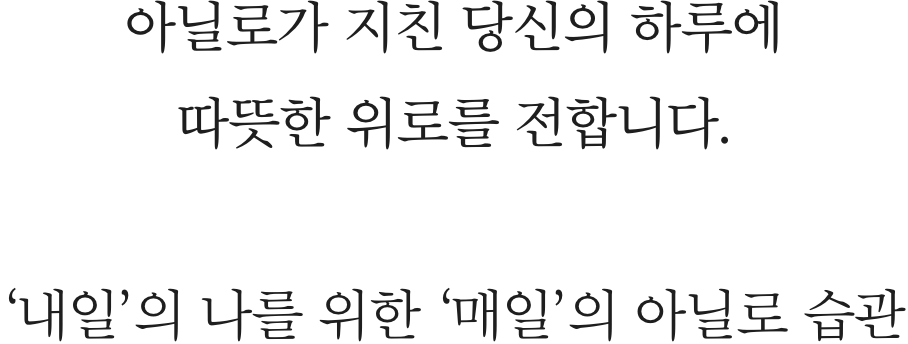 아닐로가 지친 당신의 하루에
따뜻한 위로를 전합니다.
‘내일’의 나를 위한 ‘매일’의 아닐로 습관